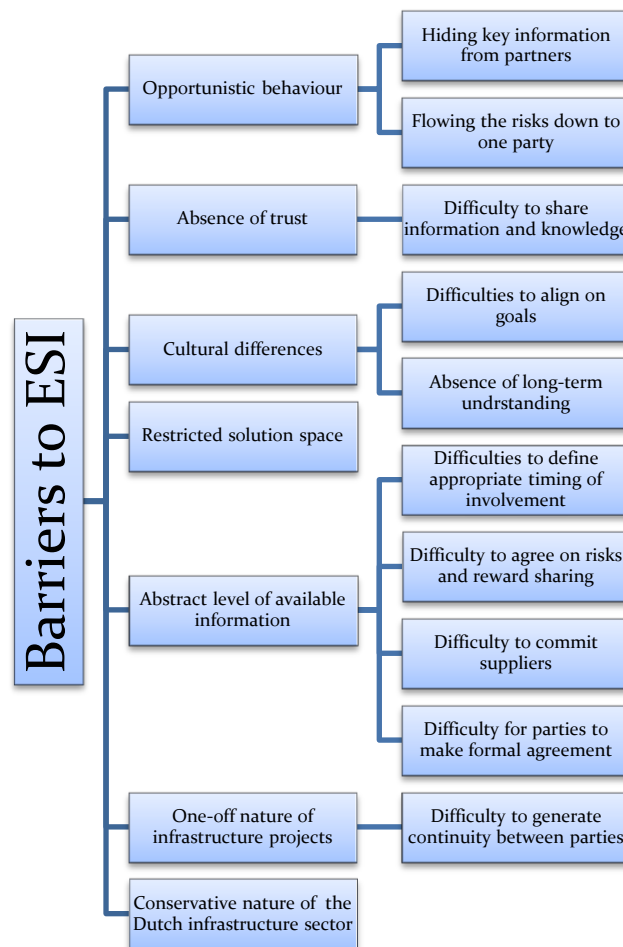 Barriers to ESI
Opportunistic behaviour
Hiding key information
from partners
Flowing the risks down to
one party
Absence of trust
Difficulty to share
information and knowledge
Cultural differences
Difficulties to align on
goals
Absence of long-term
undrstanding
Restricted solution space
Abstract level of available
information
Difficulties to define
appropriate timing of
involvement
Difficulty to agree on risks
and reward sharing
Difficulty to commit
suppliers
Difficulty for parties to
make formal agreement
One-off nature of
infrastructure projects
Difficulty to generate
continuity between parties
Conservative nature of the
Dutch infrastructure sector